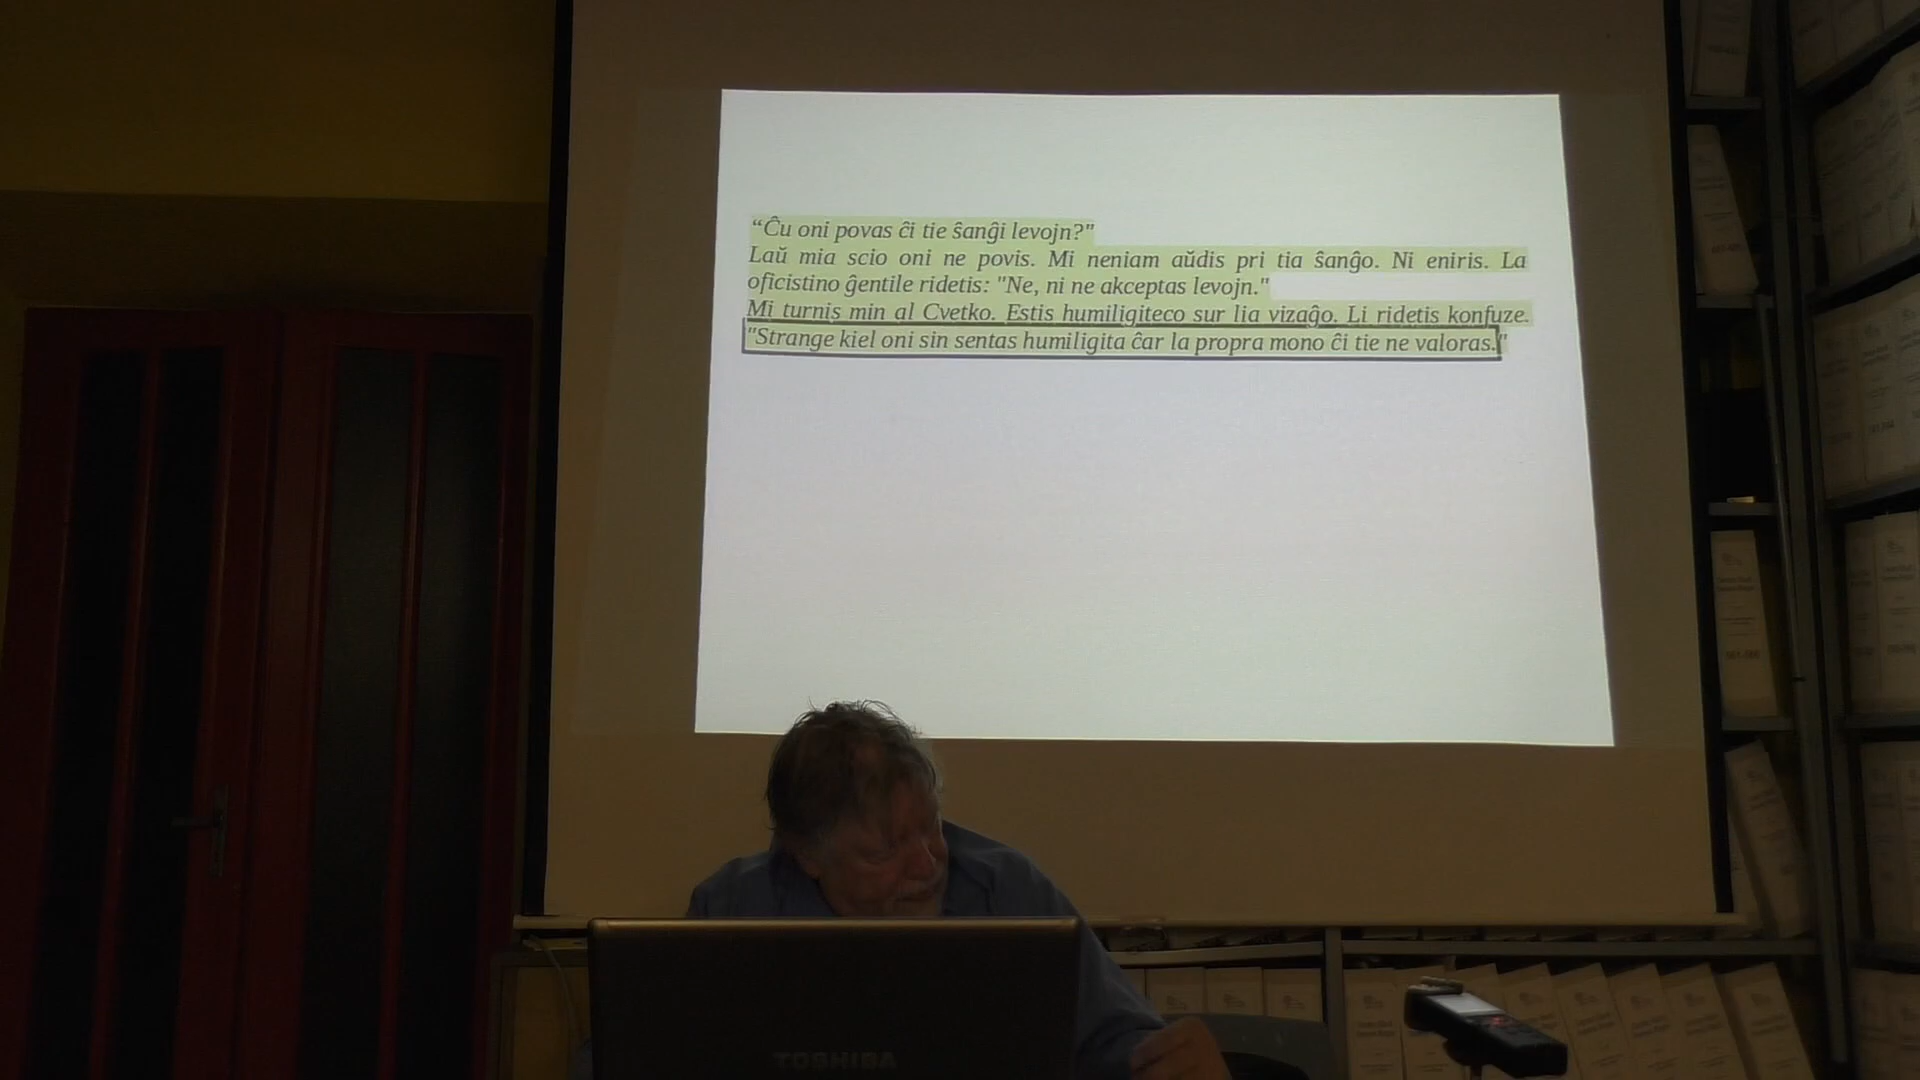 “Ĉu oni povas ĉi tie ŝanĝi levojn?"
Laŭ mia scio oni ne povis. Mi neniam aŭdis pri tia ŝanĝo. Ni eniris. La
oficistino ĝentile ridetis: "Ne, ni ne akceptas levojn."
Mi turnis min al Cvetko. Estis humiligiteco sur lia vizaĝo. Li ridetis konfuze.
"Strange kiel oni sin sentas humiligita ĉar la propra mono ĉi tie ne valoras."
TOSHIBA